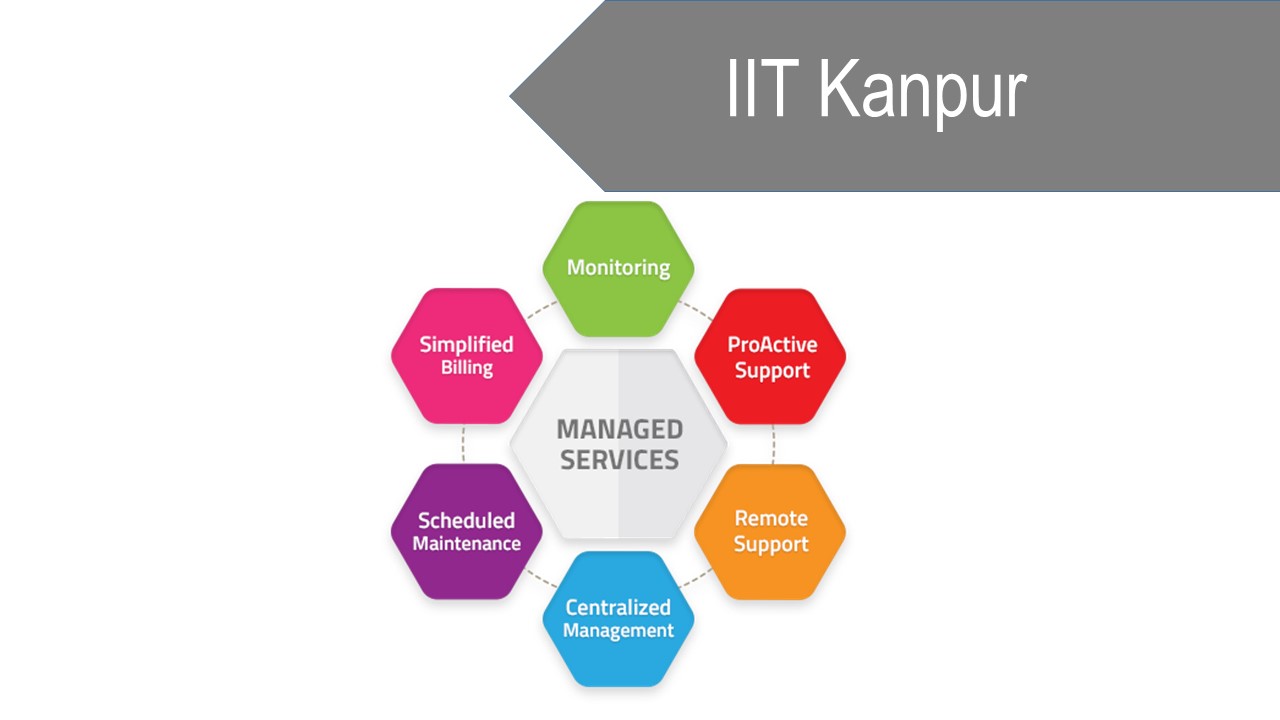 IIT Kanpur
Monitoring
Simplified
Billing
ProActive
Support
MANAGED
SERVICES
Scheduled
Maintenance
Remote
Support
Centralized
Management